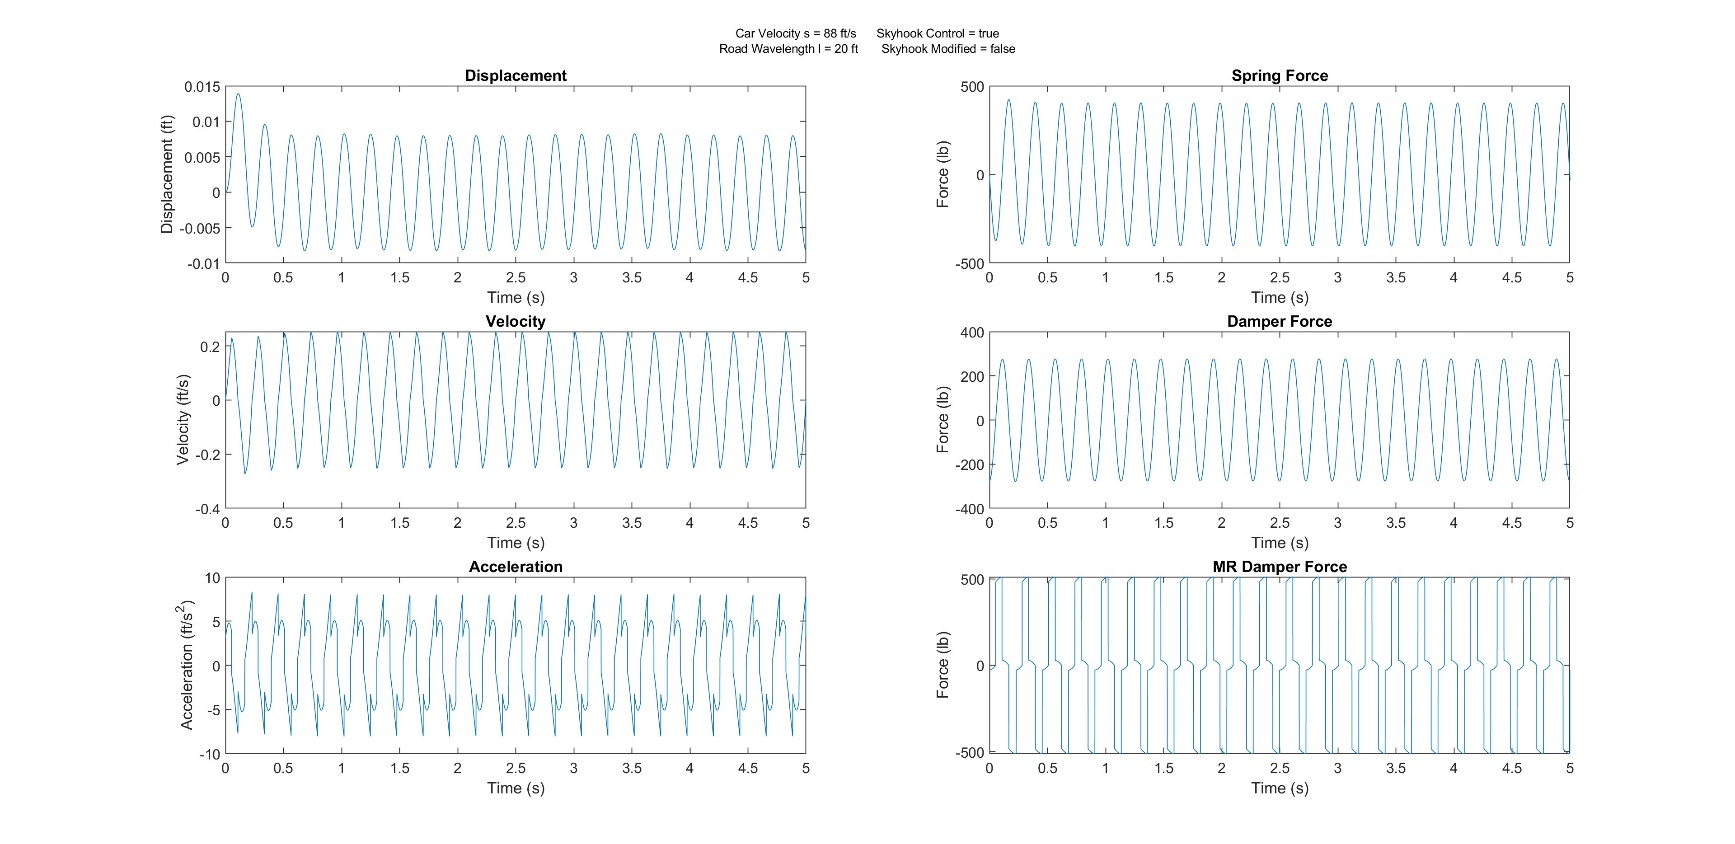 Car Velocity s = 88 ft/s Skyhook Control = true
Road Wavelength l = 20 ft Skyhook Modified = false
Displacement
Displacement (ft)
0.015
0.01
0.005
0
-0.005
-0.01
0 0.5 1 1.5 2 2.5 3 3.5 4 4.5 5
Time (s)
Spring Force
Force (lb)
500
0
-500
0 0.5 1 1.5 2 2.5 3 3.5 4 4.5 5
Time (s)
Velocity
Velocity (ft/s)
0.2
0
-0.2
-0.4
0 0.5 1 1.5 2 2.5 3 3.5 4 4.5 5
Time (s)
Damper Force
Force (lb)
400
200
0
-200
-400
0 0.5 1 1.5 2 2.5 3 3.5 4 4.5 5
Time (s)
Acceleration
Acceleration (ft/s²)
10
5
0
-5
-10
0 0.5 1 1.5 2 2.5 3 3.5 4 4.5 5
Time (s)
MR Damper Force
Force (lb)
500
0
-500
0 0.5 1 1.5 2 2.5 3 3.5 4 4.5 5
Time (s)